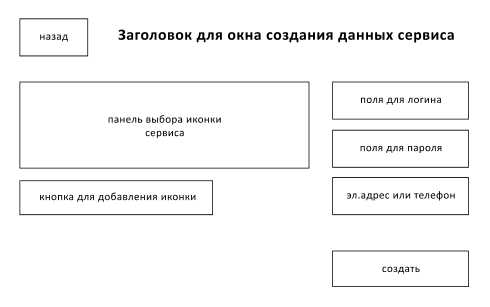 назад
Заголовок для окна создания данных сервиса
панель выбора иконки
сервиса
поля для логина
поля для пароля
кнопка для добавления иконки
эл.адрес или телефон
создать